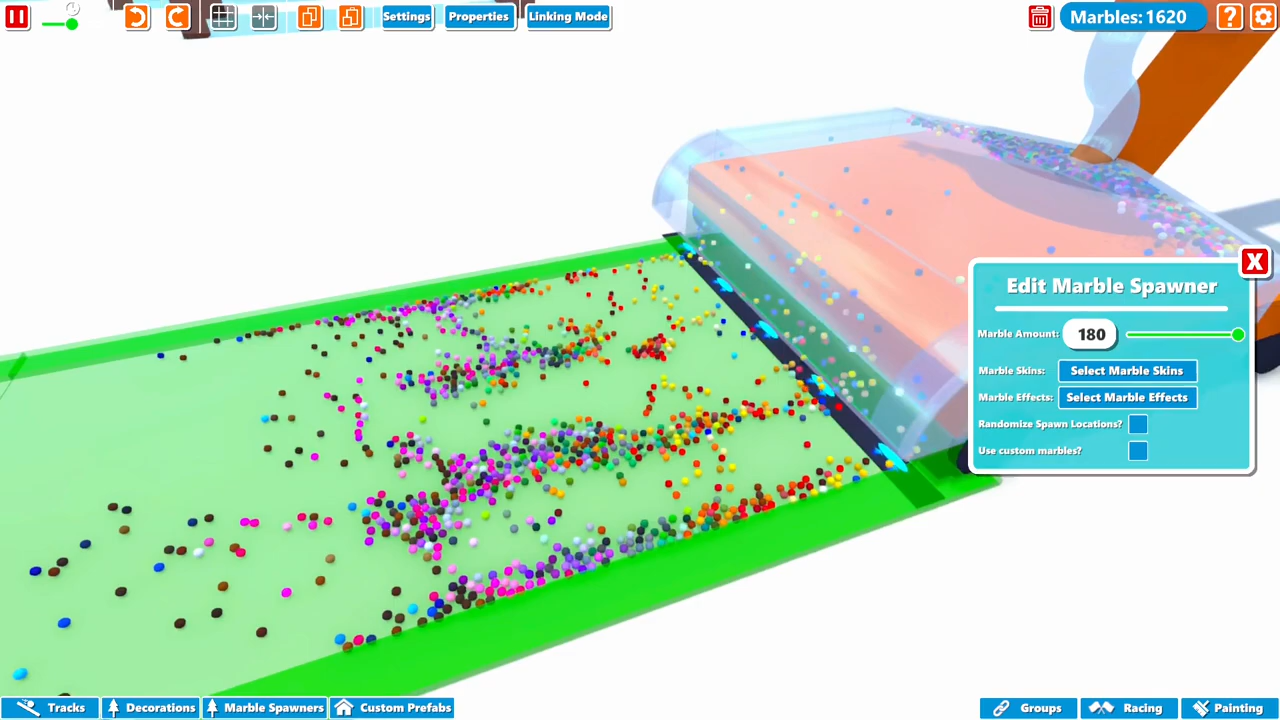 Settings
Properties
Linking Mode
Marbles: 1620
?
X
Edit Marble Spawner
Marble Amount: 180
Marble Skins: Select Marble Skins
Marble Effects: Select Marble Effects
Randomize Spawn Locations?
Use custom marbles?
Tracks
Decorations
Marble Spawners
Custom Prefabs
Groups
Racing
Painting